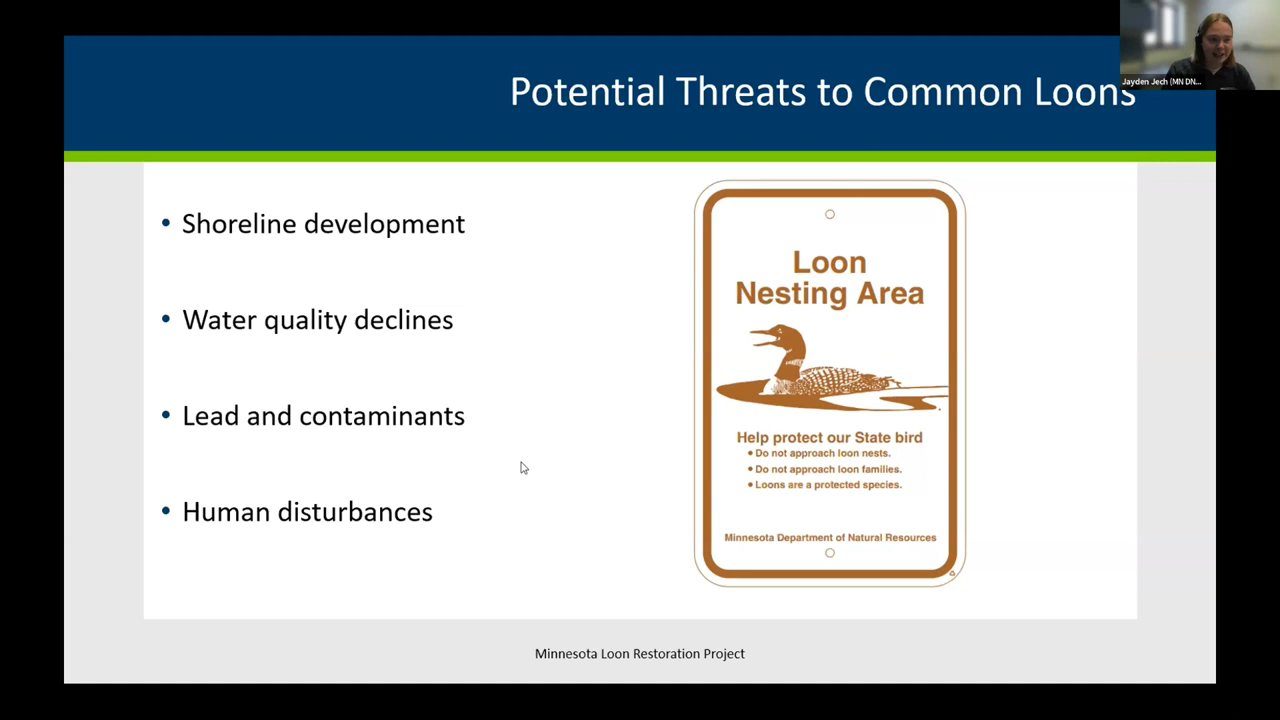 Jayden Jech (MN DN...
Potential Threats to Common Loons
• Shoreline development
• Water quality declines
• Lead and contaminants
• Human disturbances
Loon
Nesting Area
Help protect our State bird
• Do not approach loon nests.
• Do not approach loon families.
• Loons are a protected species.
Minnesota Department of Natural Resources
Minnesota Loon Restoration Project